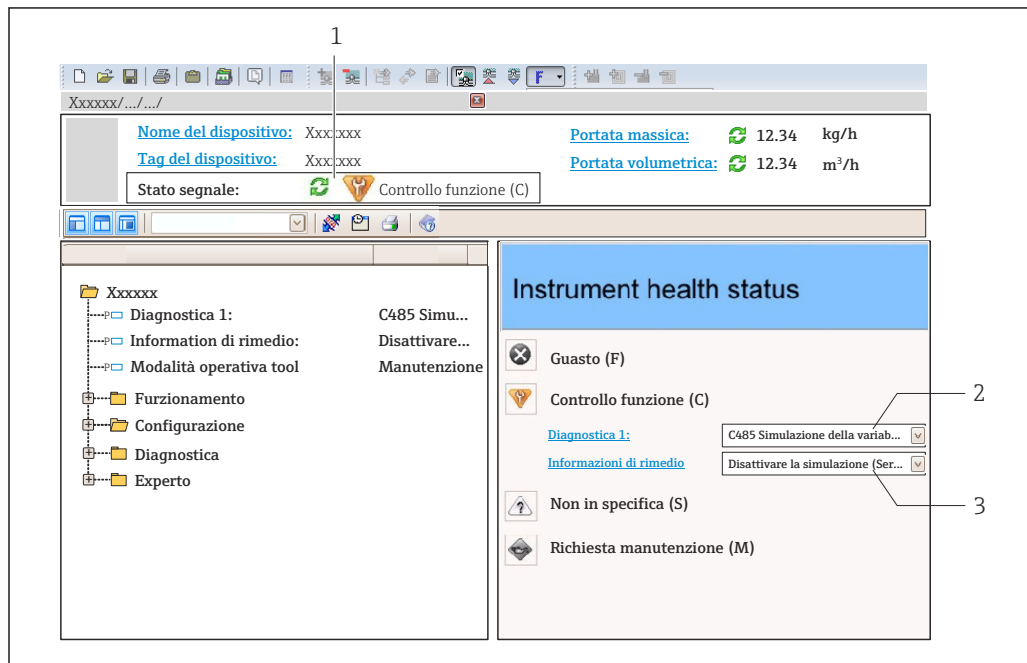 1
F
Xxxxxx/.../.../
Nome del dispositivo: Xxxxxxx
Portata massica: 12.34 kg/h
Tag del dispositivo: Xxxxxxx
Portata volumetrica: 12.34 m³/h
Stato segnale: Controllo funzione (C)
Xxxxxx
P Diagnostica 1: C485 Simu...
P Information di rimedio: Disattivare...
P Modalità operativa tool Manutenzione
Furzionamento
Configurazione
Diagnostica
Experto
Instrument health status
Guasto (F)
Controllo funzione (C)
Diagnostica 1: C485 Simulazione della variab...
2
Informazioni di rimedio Disattivare la simulazione (Ser...
Non in specifica (S)
3
Richiesta manutenzione (M)